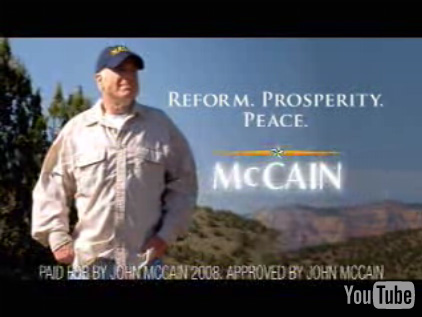 REFORM. PROSPERITY.
PEACE.
McCAIN
PAID FOR BY JOHN MCCAIN 2008. APPROVED BY JOHN MCCAIN
YouTube